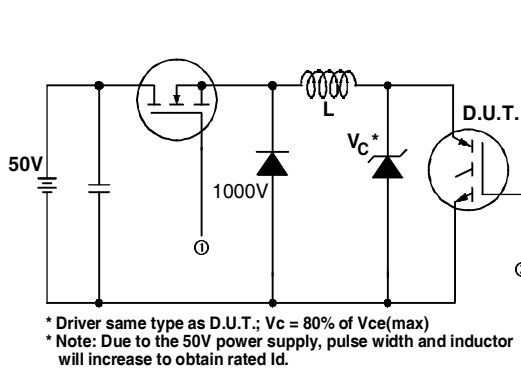 D.U.T.
L
VC*
50V
1000V
①
* Driver same type as D.U.T.; Vc = 80% of Vce(max)
* Note: Due to the 50V power supply, pulse width and inductor
will increase to obtain rated Id.